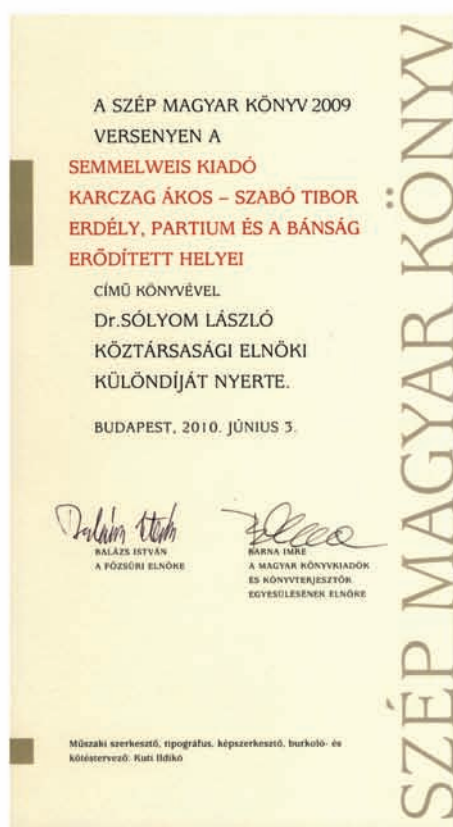 A SZÉP MAGYAR KÖNYV 2009
VERSENYEN A
SEMMELWEIS KIADÓ
KARCZAG ÁKOS – SZABÓ TIBOR
ERDÉLY, PARTIUM ÉS A BÁNSÁG
ERŐDÍTETT HELYEI
CÍMŰ KÖNYVÉVEL
Dr.SÓLYOM LÁSZLÓ
KÖZTÁRSASÁGI ELNÖKI
KÜLÖNDÍJÁT NYERTE.
BUDAPEST, 2010. JÚNIUS 3.
BALÁZS ISTVÁN
A FŐZSŰRI ELNÖKE
BARNA IMRE
A MAGYAR KÖNYVKIADÓK
ÉS KÖNYVTERJESZTŐK
EGYESÜLÉSÉNEK ELNÖKE
Műszaki szerkesztő, tipográfus, képszerkesztő, burkoló- és
kötéstervező: Kuti Ildikó
SZÉP MAGYAR KÖNYV